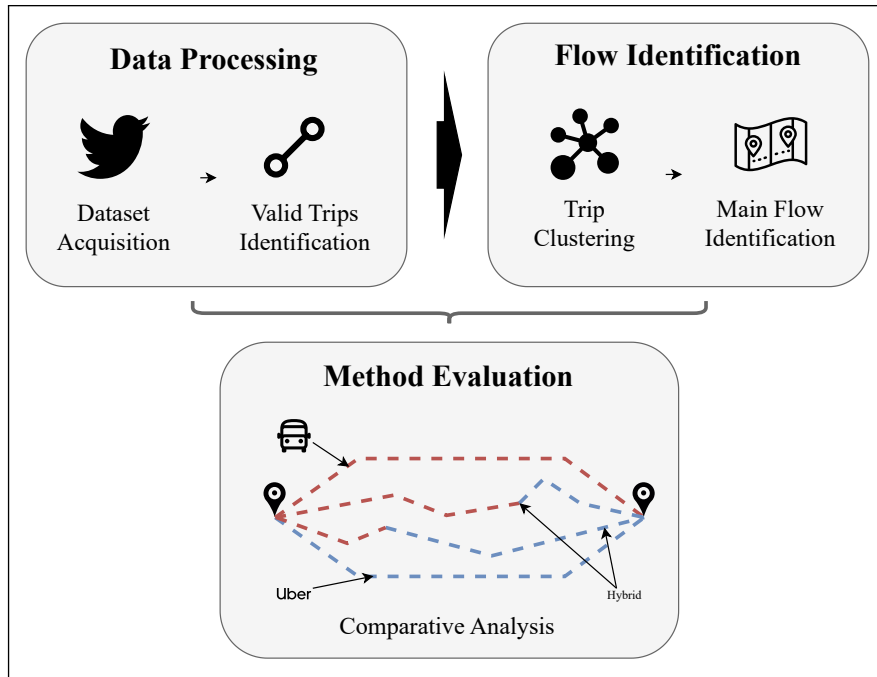 Data Processing
Dataset
Acquisition
Valid Trips
Identification
Flow Identification
Trip
Clustering
Main Flow
Identification
Method Evaluation
Uber
Hybrid
Comparative Analysis